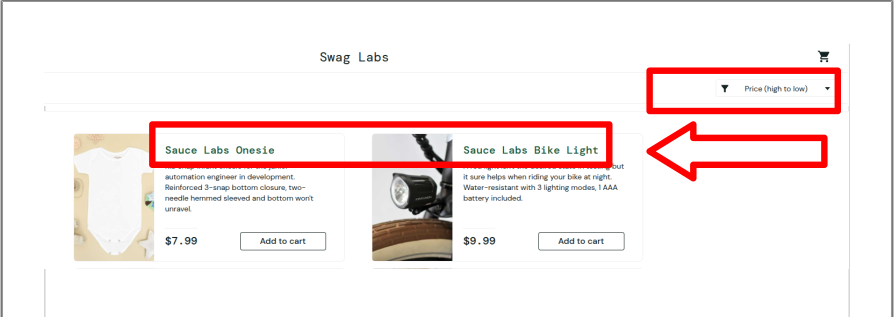 Swag Labs
Price (high to low)
Sauce Labs Onesie
automation engineer in development.
Reinforced 3-snap bottom closure, two-
needle hemmed sleeved and bottom won't
unravel.
$7.99
Add to cart
Sauce Labs Bike Light
it sure helps when riding your bike at night.
Water-resistant with 3 lighting modes, 1 AAA
battery included.
$9.99
Add to cart